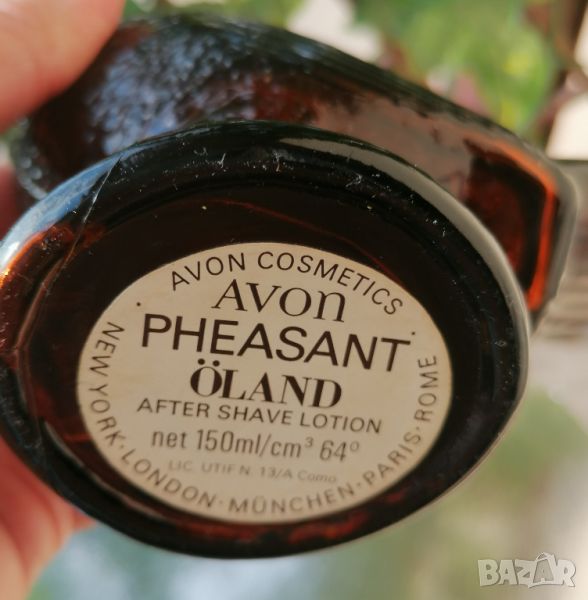 AVON COSMETICS
Avon
PHEASANT
ÖLAND
AFTER SHAVE LOTION
net 150ml/cm³ 64º
LIC. UTIF N. 13/A Como
NEW YORK · LONDON · MÜNCHEN · PARIS · ROME
BAZAR